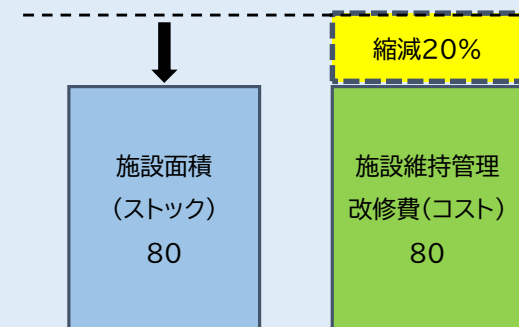 縮減20%
施設面積
(ストック)
80
施設維持管理
改修費(コスト)
80